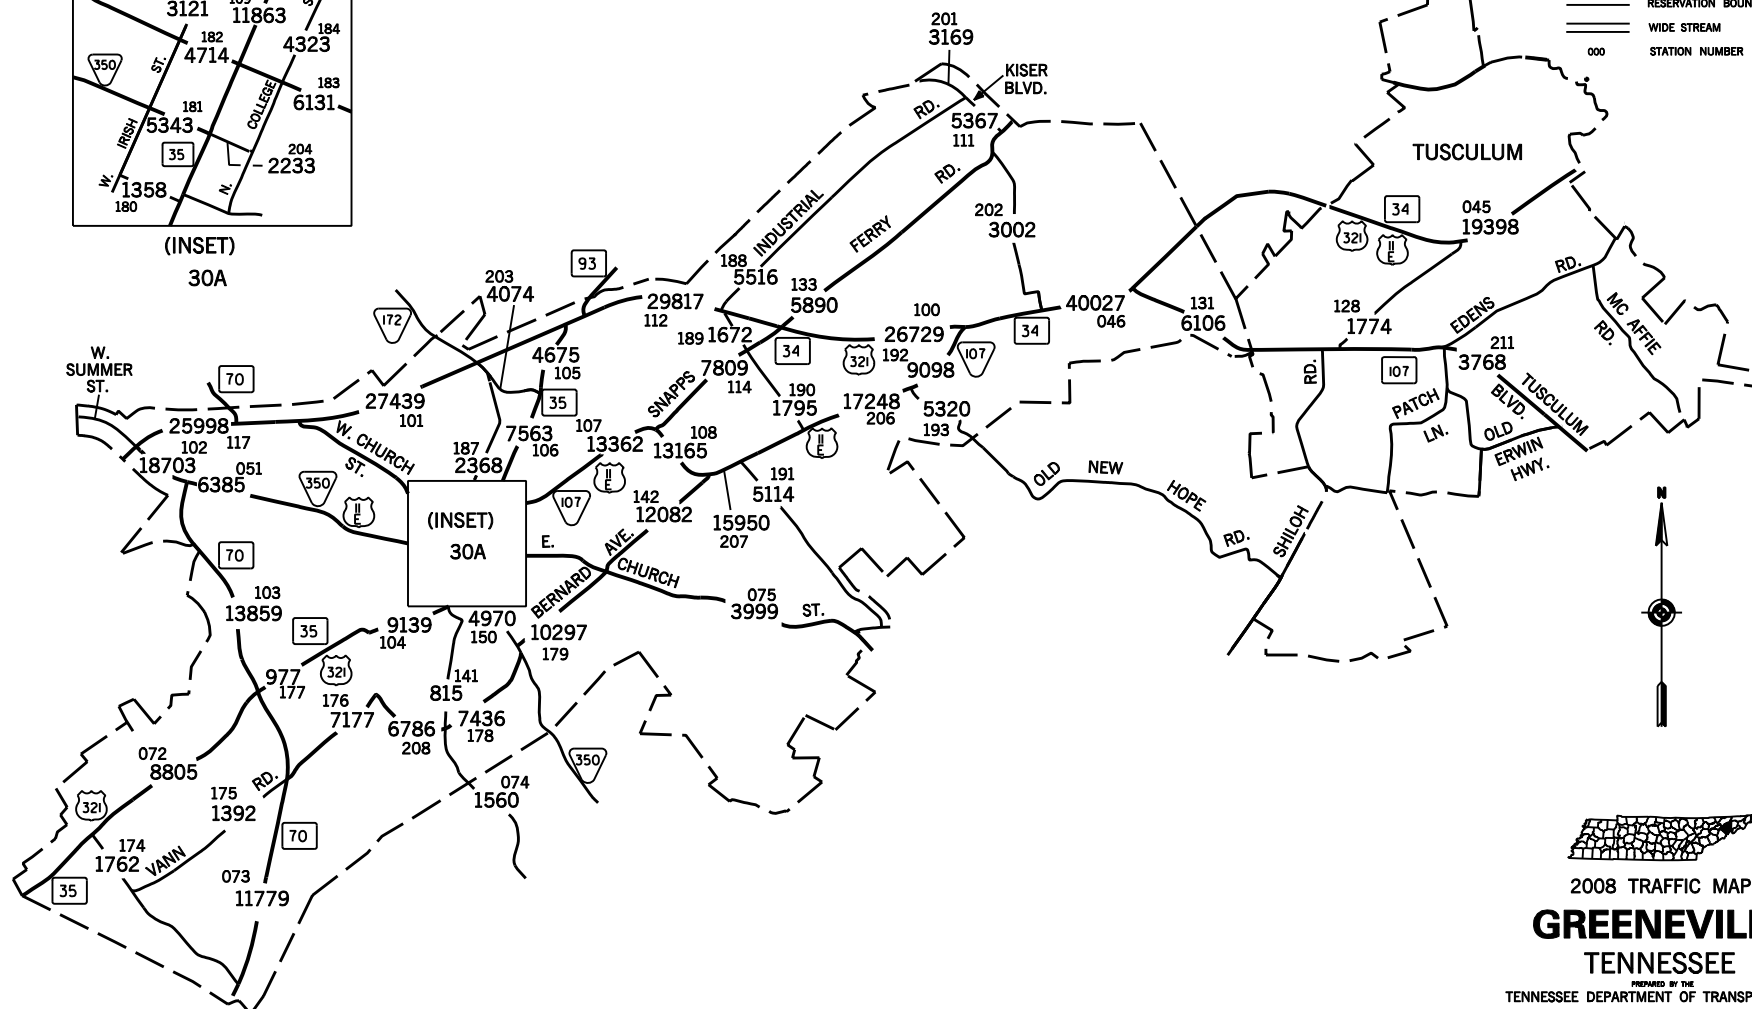 3121
11863
182
4714
184
4323
350
ST.
183
6131
COLLEGE
181
5343
IRISH
35
204
2233
W.
1358
180
N.
(INSET)
30A
RESERVATION BOUN
WIDE STREAM
000 STATION NUMBER
201
3169
KISER
BLVD.
RD.
5367
111
TUSCULUM
RD.
INDUSTRIAL
FERRY
202
3002
34
045
19398
321
11
E
93
188
5516
203
4074
133
5890
29817
112
172
100
26729
34
40027
046
131
6106
128
1774
EDENS
RD.
MC AFFIE
RD.
189 1672
34
321
192
9098
107
W.
SUMMER
ST.
70
4675
105
7809
114
SNAPPS
211
3768
107
RD.
27439
101
35
190
1795
17248
206
5320
193
PATCH
LN.
TUSCULUM
BLVD.
OLD
ERWIN
HWY.
25998
102
117
W. CHURCH
ST.
187
2368
7563
106
107
13362
108
13165
11
E
18703
051
6385
350
11
E
11
E
107
142
12082
191
5114
15950
207
OLD
NEW
HOPE
RD.
SHILOH
N
(INSET)
30A
E.
AVE.
BERNARD
CHURCH
70
103
13859
075
3999
ST.
35
9139
104
4970
150
10297
179
321
977
177
141
815
176
7177
6786
208
7436
178
072
8805
350
321
RD.
175
1392
074
1560
70
174
1762
VANN
35
073
11779
2008 TRAFFIC MAP
GREENEVILL
TENNESSEE
PREPARED BY THE
TENNESSEE DEPARTMENT OF TRANSP